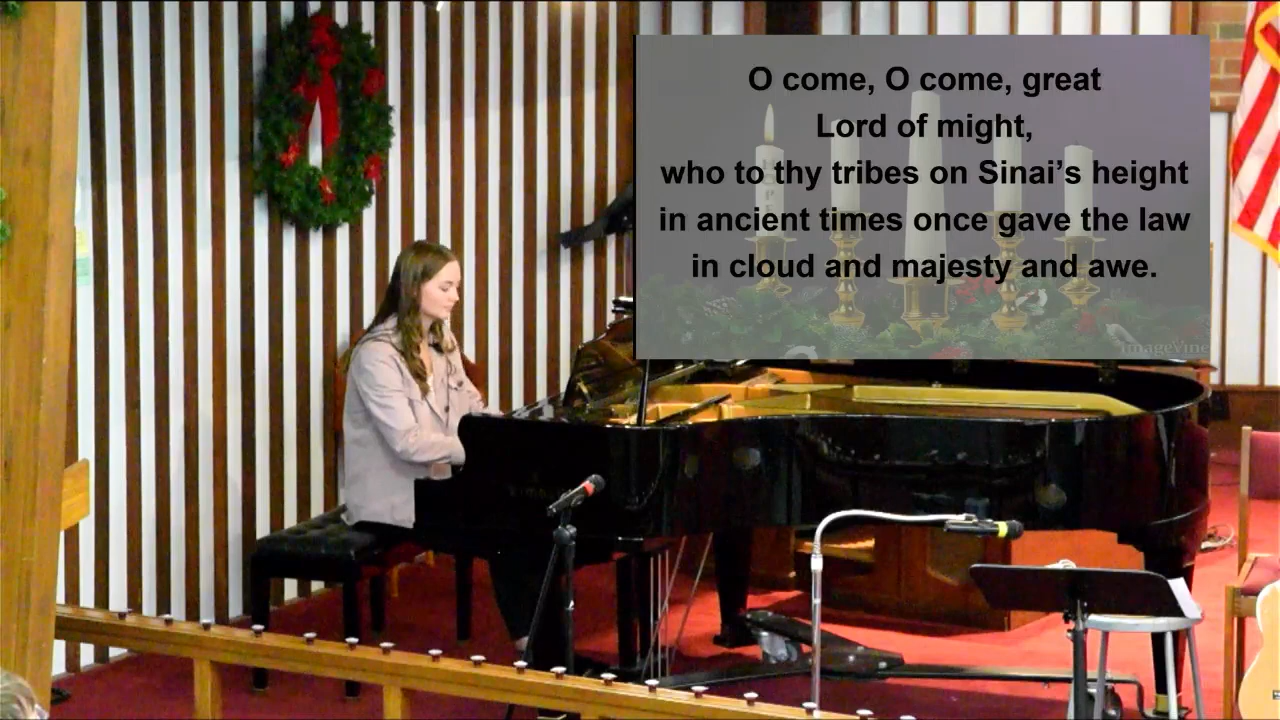 O come, O come, great
Lord of might,
who to thy tribes on Sinai’s height
in ancient times once gave the law
in cloud and majesty and awe.
imagevine